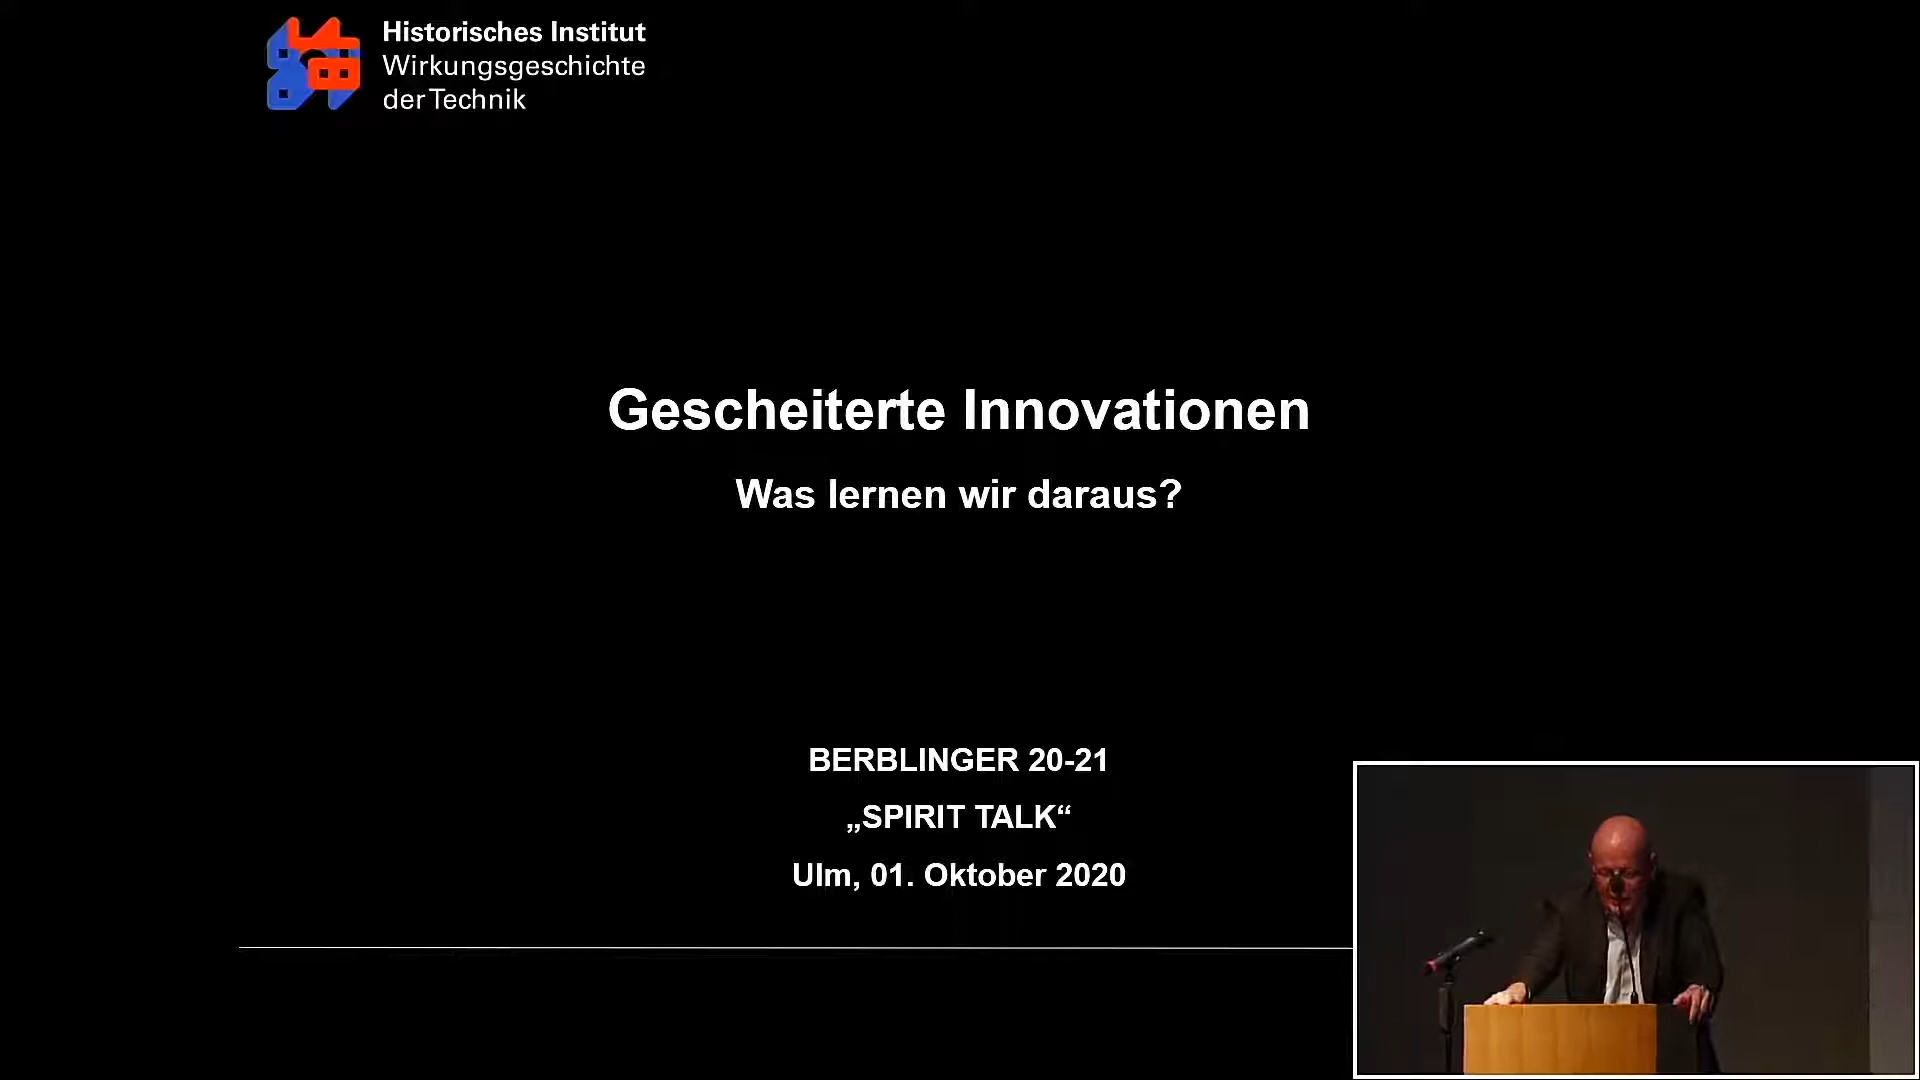 Historisches Institut
Wirkungsgeschichte
der Technik
Gescheiterte Innovationen
Was lernen wir daraus?
BERBLINGER 20-21
„SPIRIT TALK“
Ulm, 01. Oktober 2020